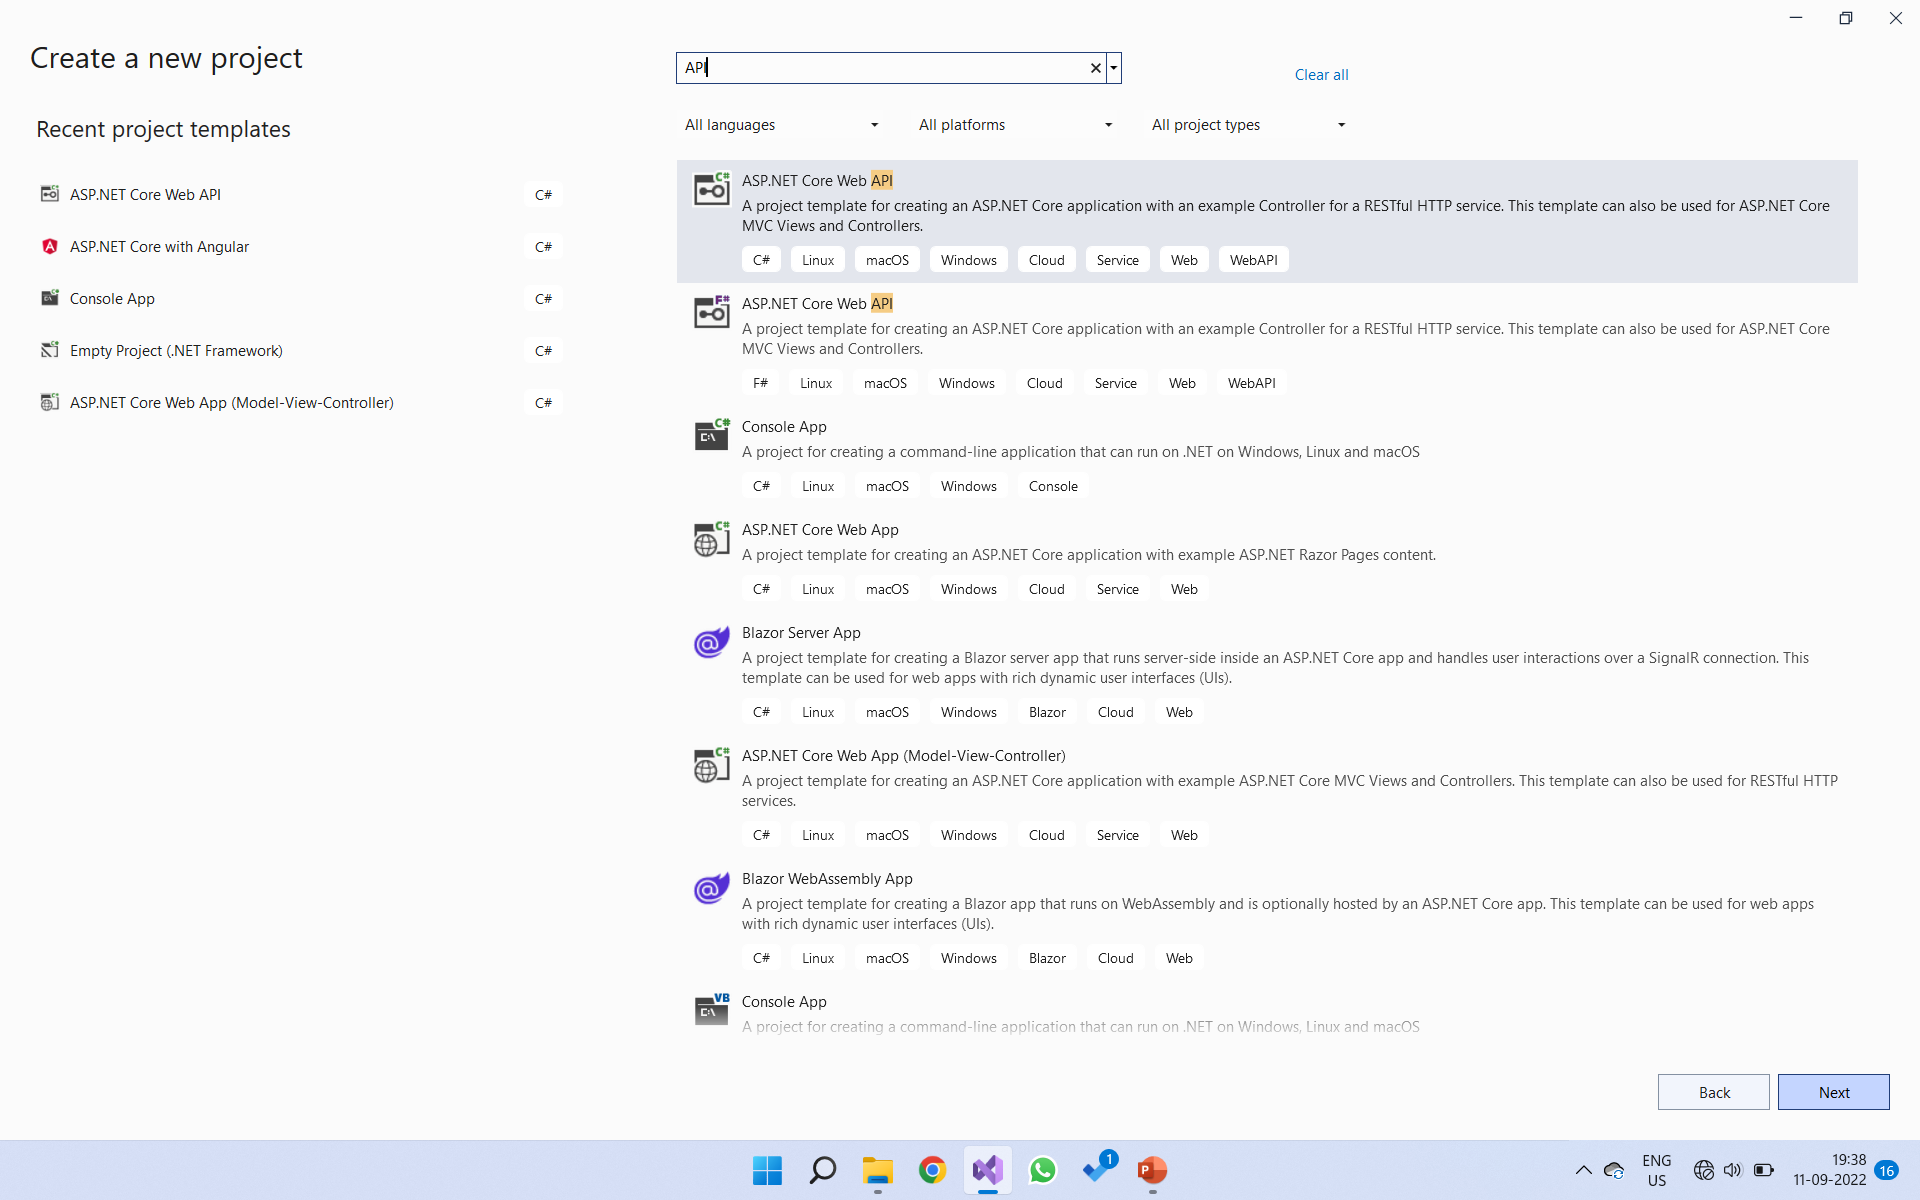 Create a new project
API
Clear all
Recent project templates
All languages
All platforms
All project types
ASP.NET Core Web API
C#
ASP.NET Core with Angular
C#
Console App
C#
Empty Project (.NET Framework)
C#
ASP.NET Core Web App (Model-View-Controller)
C#
C#
ASP.NET Core Web API
A project template for creating an ASP.NET Core application with an example Controller for a RESTful HTTP service. This template can also be used for ASP.NET Core
MVC Views and Controllers.
C# Linux macOS Windows Cloud Service Web WebAPI
F#
ASP.NET Core Web API
A project template for creating an ASP.NET Core application with an example Controller for a RESTful HTTP service. This template can also be used for ASP.NET Core
MVC Views and Controllers.
F# Linux macOS Windows Cloud Service Web WebAPI
C#
C:\
Console App
A project for creating a command-line application that can run on .NET on Windows, Linux and macOS
C# Linux macOS Windows Console
C#
ASP.NET Core Web App
A project template for creating an ASP.NET Core application with example ASP.NET Razor Pages content.
C# Linux macOS Windows Cloud Service Web
@
Blazor Server App
A project template for creating a Blazor server app that runs server-side inside an ASP.NET Core app and handles user interactions over a SignalR connection. This
template can be used for web apps with rich dynamic user interfaces (UIs).
C# Linux macOS Windows Blazor Cloud Web
C#
ASP.NET Core Web App (Model-View-Controller)
A project template for creating an ASP.NET Core application with example ASP.NET Core MVC Views and Controllers. This template can also be used for RESTful HTTP
services.
C# Linux macOS Windows Cloud Service Web
@
Blazor WebAssembly App
A project template for creating a Blazor app that runs on WebAssembly and is optionally hosted by an ASP.NET Core app. This template can be used for web apps
with rich dynamic user interfaces (UIs).
C# Linux macOS Windows Blazor Cloud Web
VB
C:\
Console App
A project for creating a command-line application that can run on .NET on Windows, Linux and macOS
Back
Next
1
P
ENG
US
19:38
11-09-2022
16